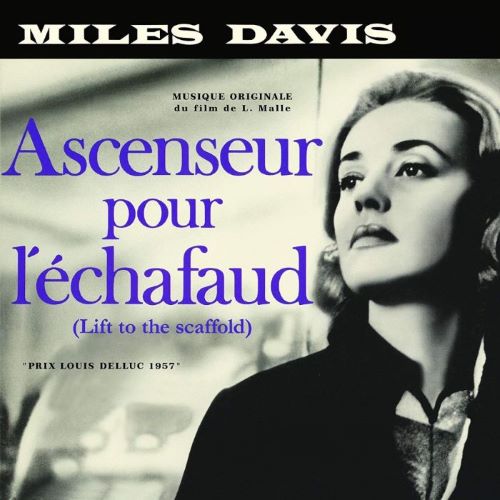 MILES DAVIS
MUSIQUE ORIGINALE
du film de L. Malle
Ascenseur
pour
l'échafaud
(Lift to the scaffold)
"PRIX LOUIS DELLUC 1957"